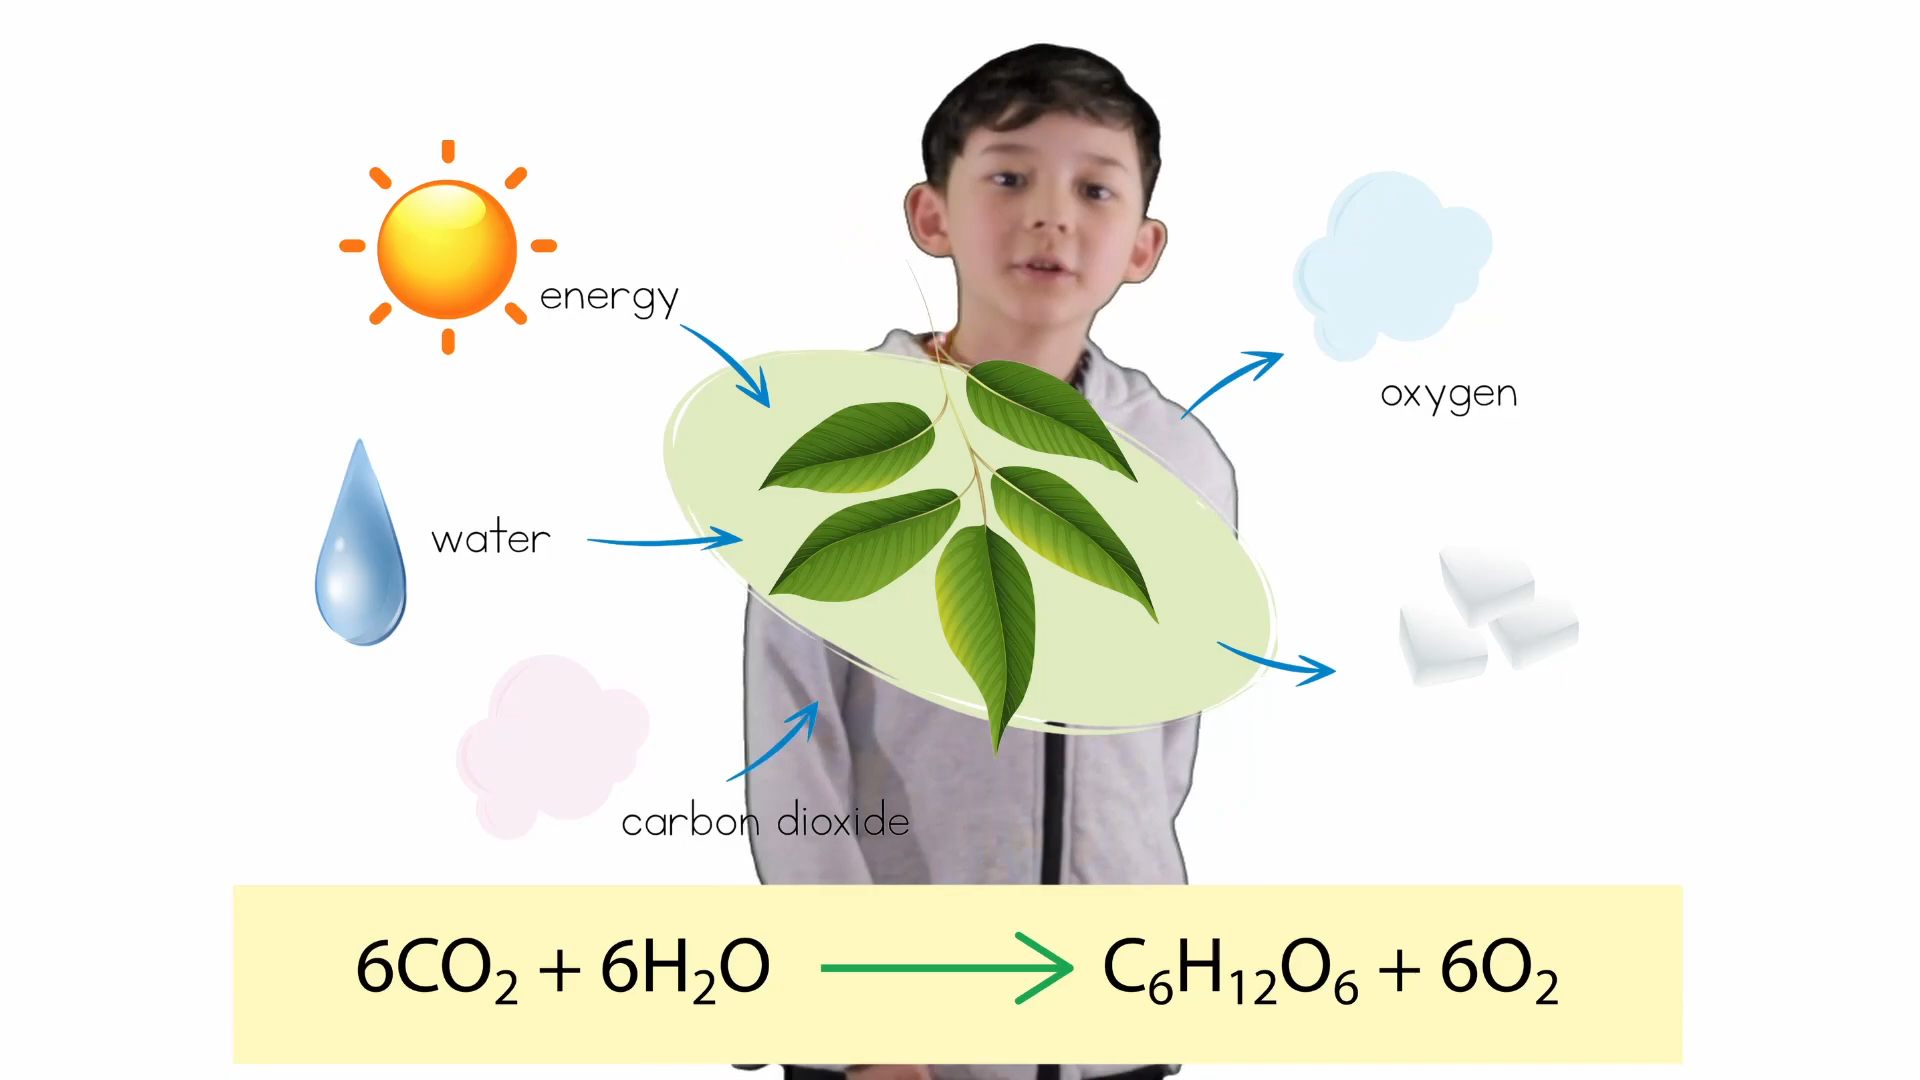 energy
oxygen
water
carbon dioxide
6CO₂ + 6H₂O → C₆H₁₂O₆ + 6O₂